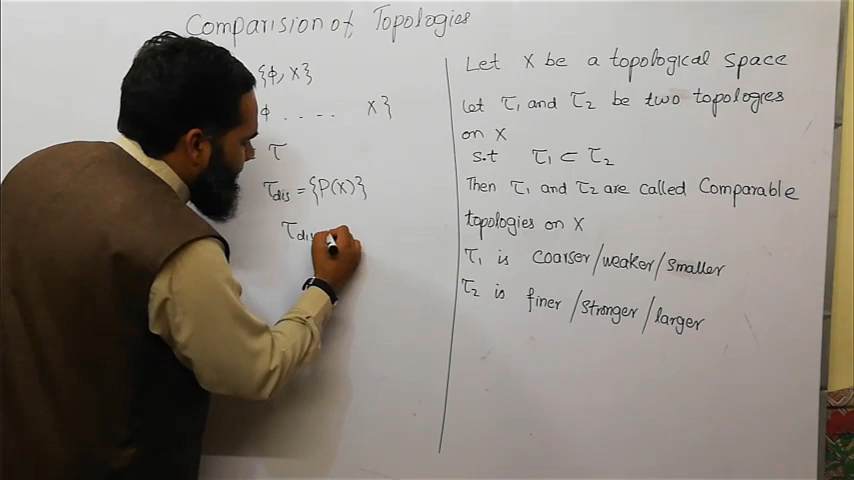 Comparision of Topologies
{φ, X}
φ . . . . X}
τ
τdis = {P(X)}
τdis
Let X be a topological space
Let τ1 and τ2 be two topologies
on X
s.t τ1 ⊂ τ2
Then τ1 and τ2 are called Comparable
topologies on X
τ1 is coarser/weaker/smaller
τ2 is finer/stronger/larger